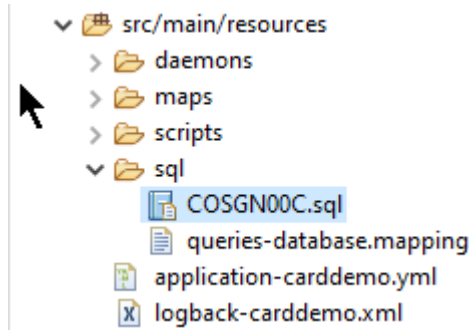 src/main/resources
daemons
maps
scripts
sql
COSGN00C.sql
queries-database.mapping
application-carddemo.yml
logback-carddemo.xml